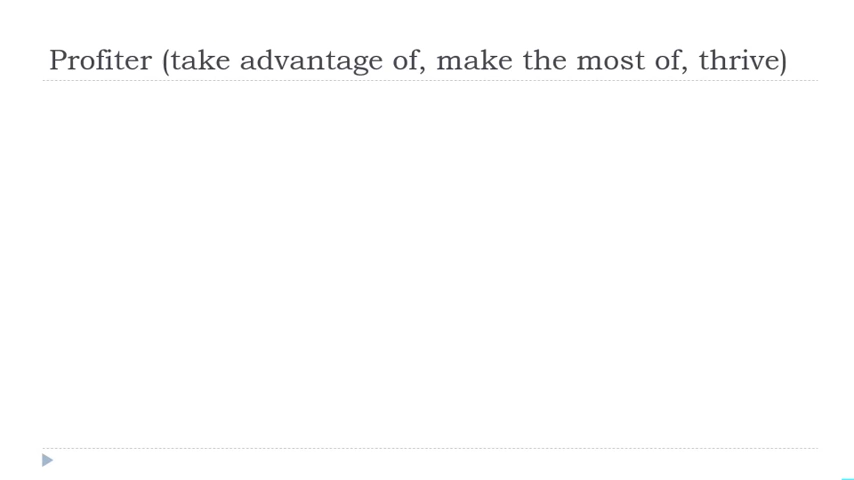 Profiter (take advantage of, make the most of, thrive)